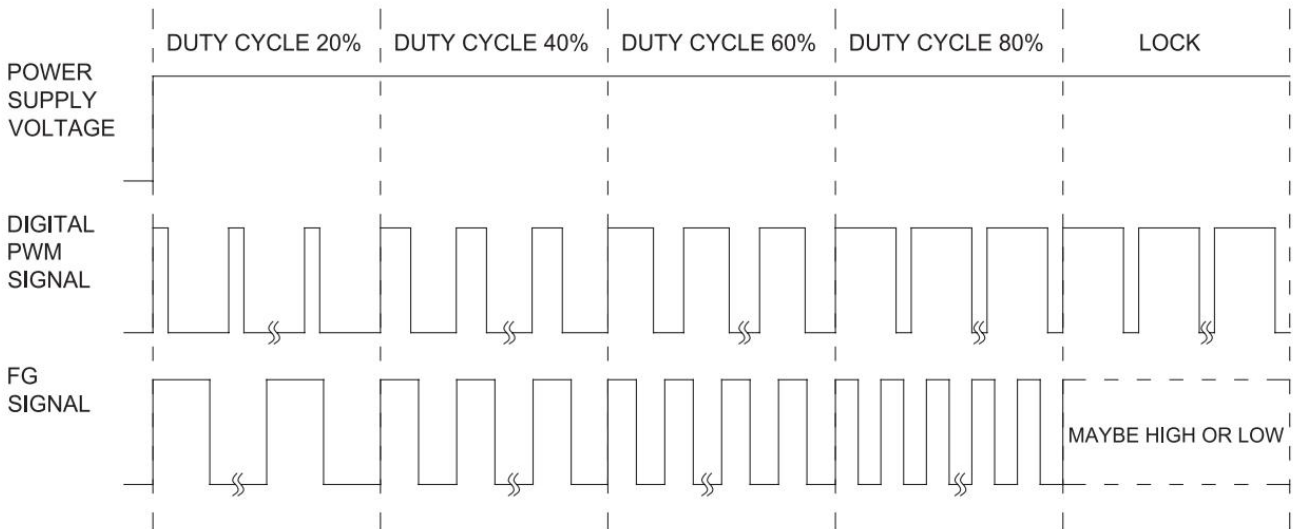 DUTY CYCLE 20%
DUTY CYCLE 40%
DUTY CYCLE 60%
DUTY CYCLE 80%
LOCK
POWER
SUPPLY
VOLTAGE
DIGITAL
PWM
SIGNAL
FG
SIGNAL
MAYBE HIGH OR LOW